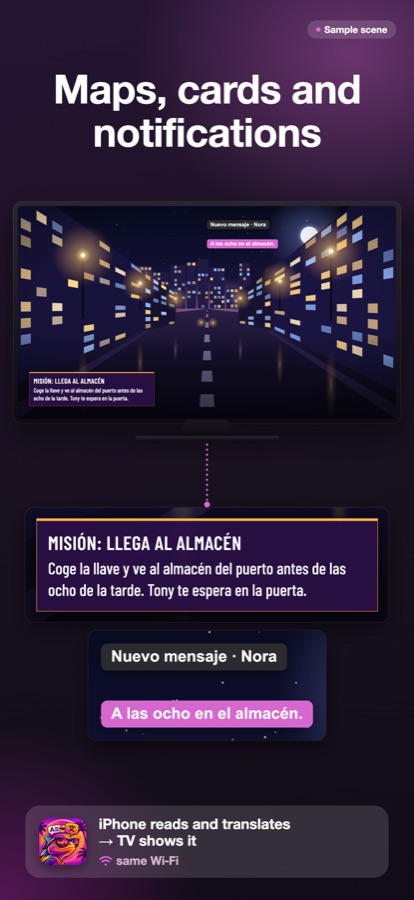 Sample scene
Maps, cards and
notifications
Nuevo mensaje · Nora
A las ocho en el almacén.
MISIÓN: LLEGA AL ALMACÉN
Coge la llave y ve al almacén del puerto antes de las
ocho de la tarde. Tony te espera en la puerta.
MISIÓN: LLEGA AL ALMACÉN
Coge la llave y ve al almacén del puerto antes de las
ocho de la tarde. Tony te espera en la puerta.
Nuevo mensaje · Nora
A las ocho en el almacén.
iPhone reads and translates
→ TV shows it
same Wi-Fi